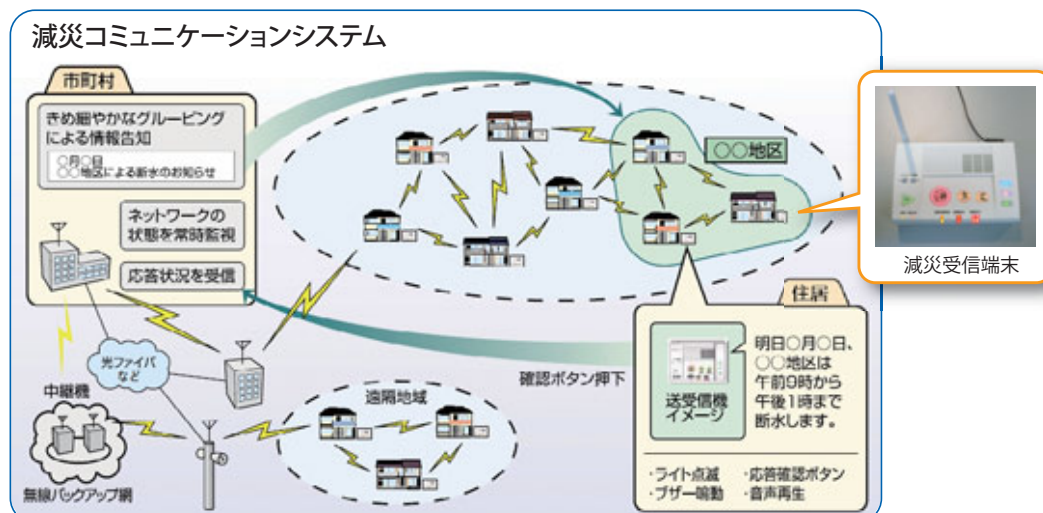 減災コミュニケーションシステム
市町村
きめ細やかなグルーピング
による情報告知
○月○日
○○地区による断水のお知らせ
ネットワークの
状態を常時監視
応答状況を受信
○○地区
減災受信端末
住居
送受信機
イメージ
明日○月○日、
○○地区は
午前9時から
午後1時まで
断水します。
・ライト点滅
・応答確認ボタン
・ブザー鳴動
・音声再生
確認ボタン押下
光ファイバ
など
中継機
遠隔地域
無線バックアップ網